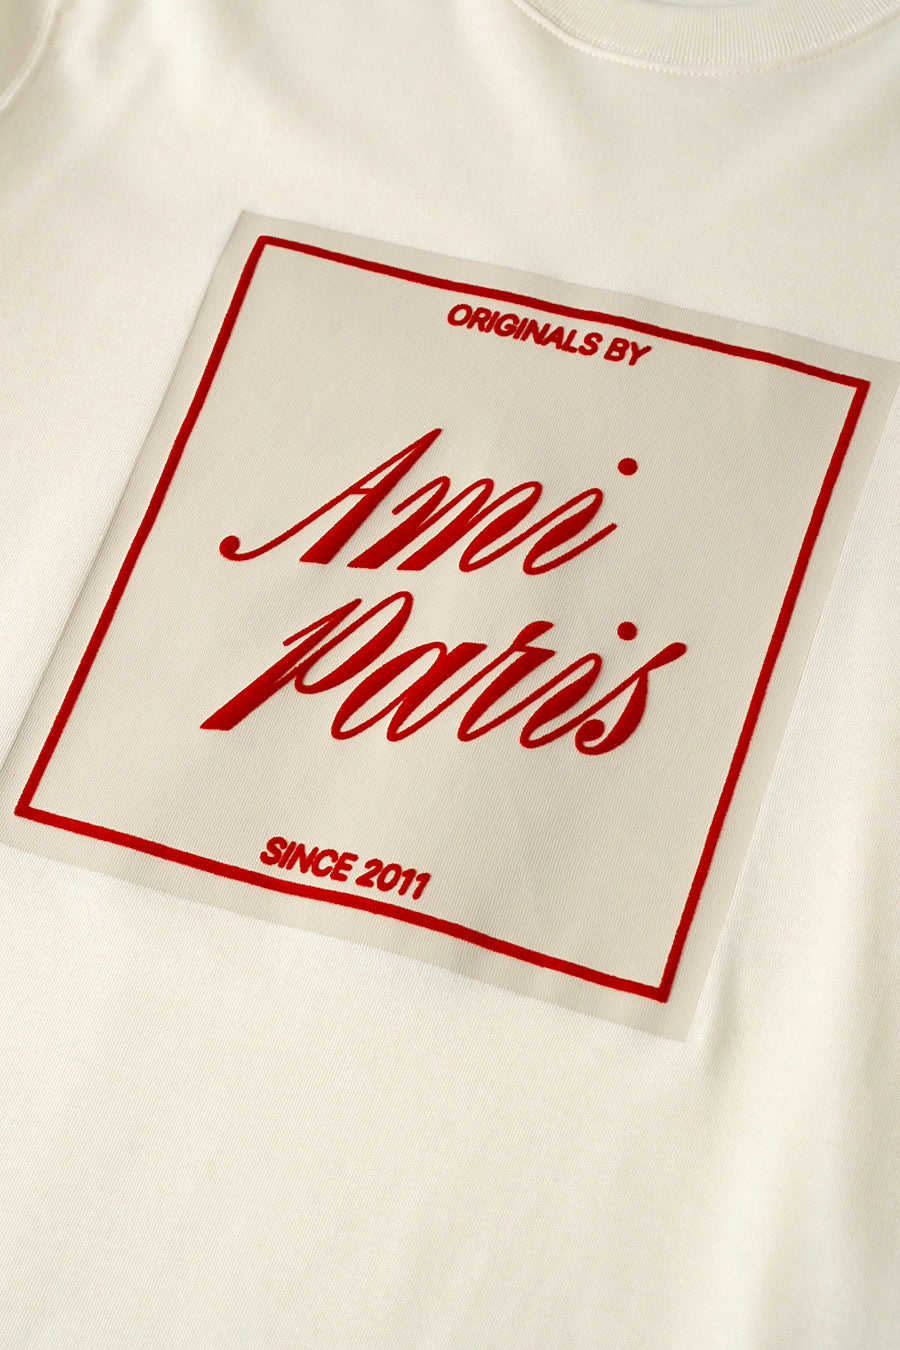 ORIGINALS BY
Ami
Paris
SINCE 2011